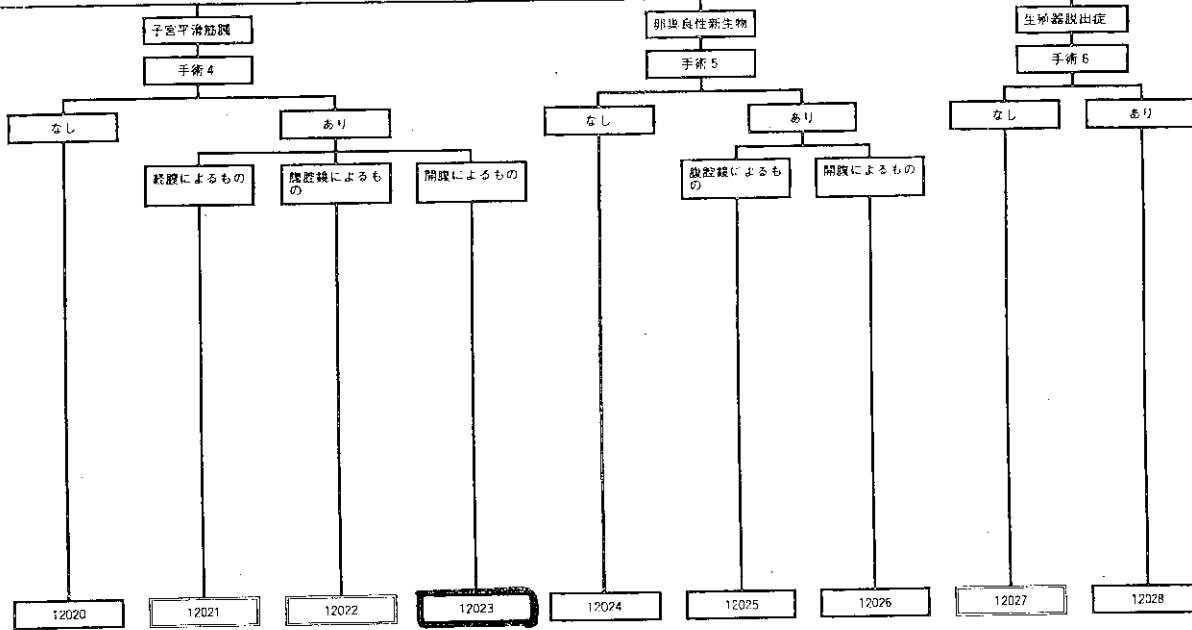 子宮平滑筋腫
卵巣良性新生物
生殖器脱出症
手術4
手術5
手術6
なし
あり
なし
あり
なし
あり
経腟によるもの
腹腔鏡によるも
の
開腹によるもの
腹腔鏡によるも
の
開腹によるもの
12020
12021
12022
12023
12024
12025
12026
12027
12028